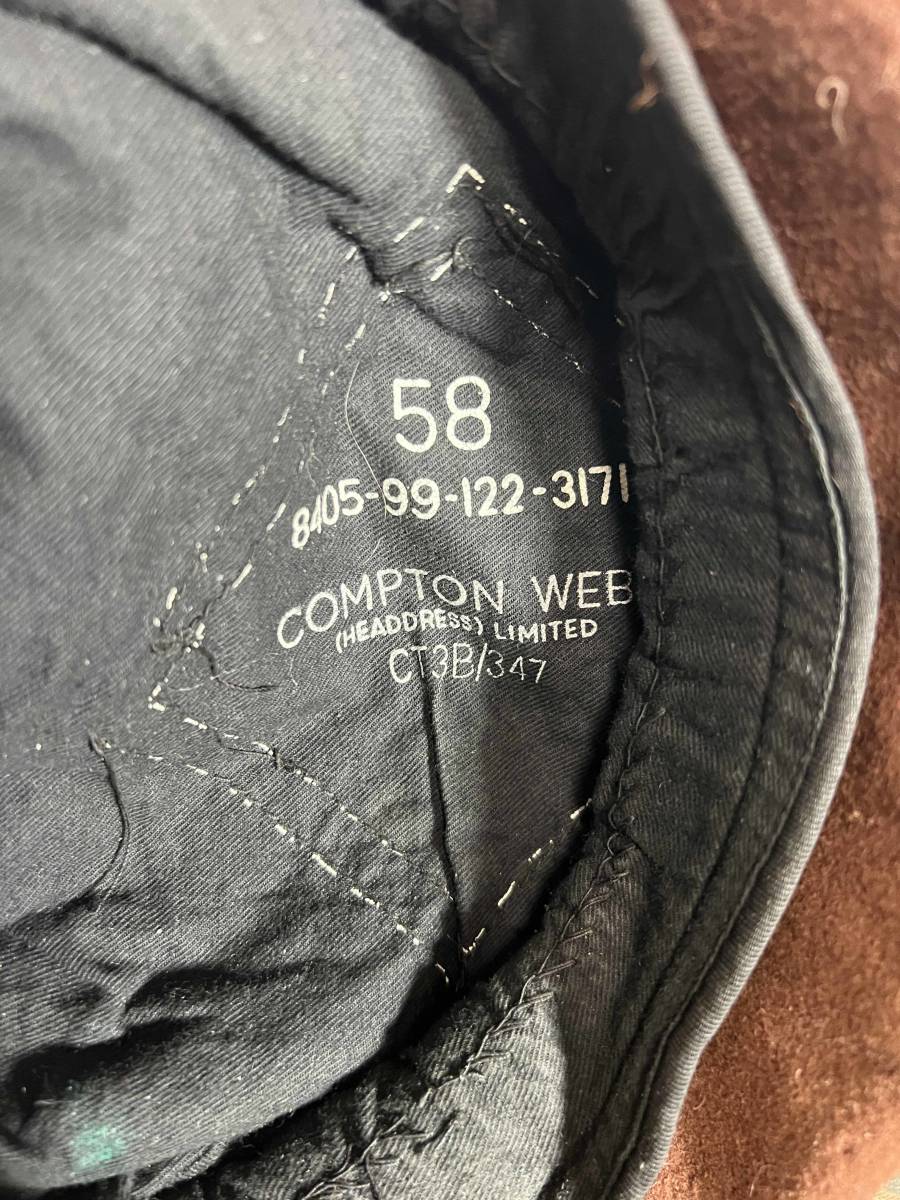 58
8405-99-122-3171
COMPTON WEB
(HEADDRESS) LIMITED
CT3B/347